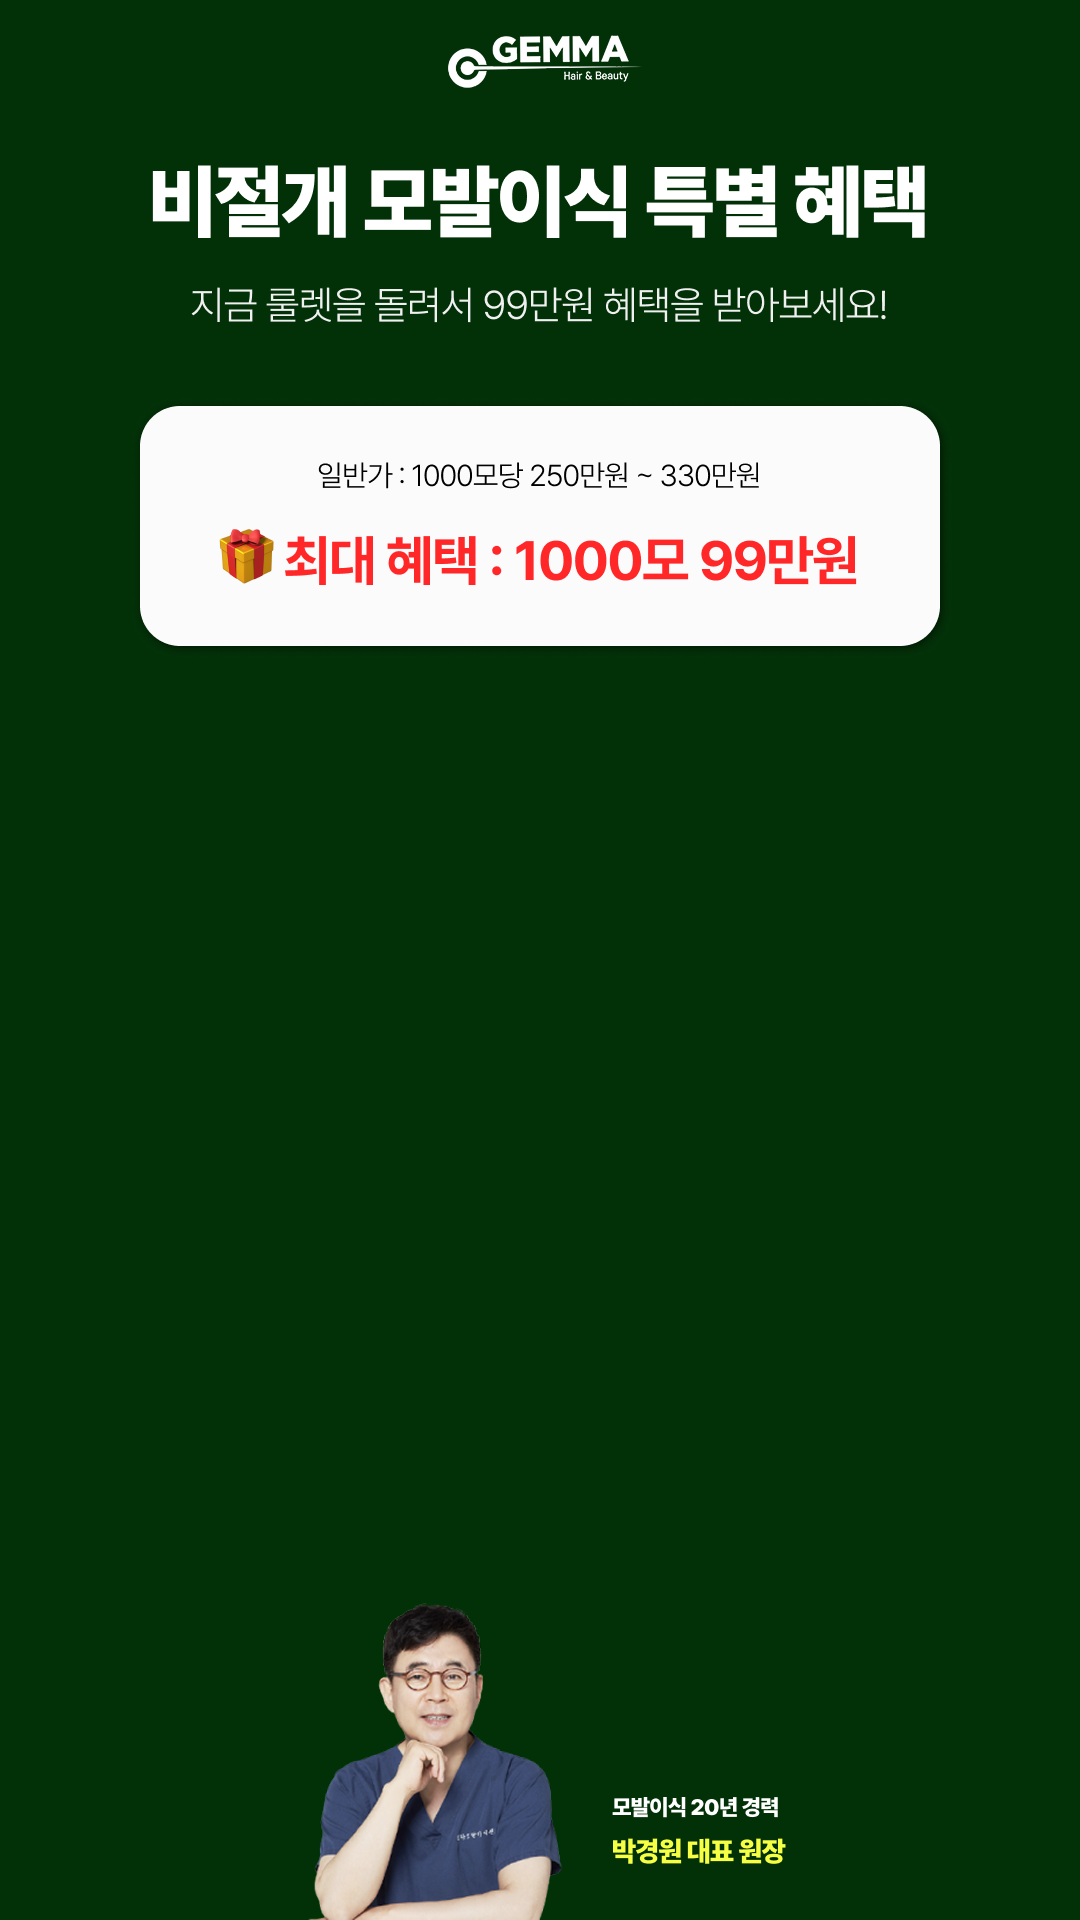 GEMMA
Hair & Beauty
비절개 모발이식 특별 혜택
지금 룰렛을 돌려서 99만원 혜택을 받아보세요!
일반가 : 1000모당 250만원 ~ 330만원
최대 혜택 : 1000모 99만원
모발이식 20년 경력
박경원 대표 원장